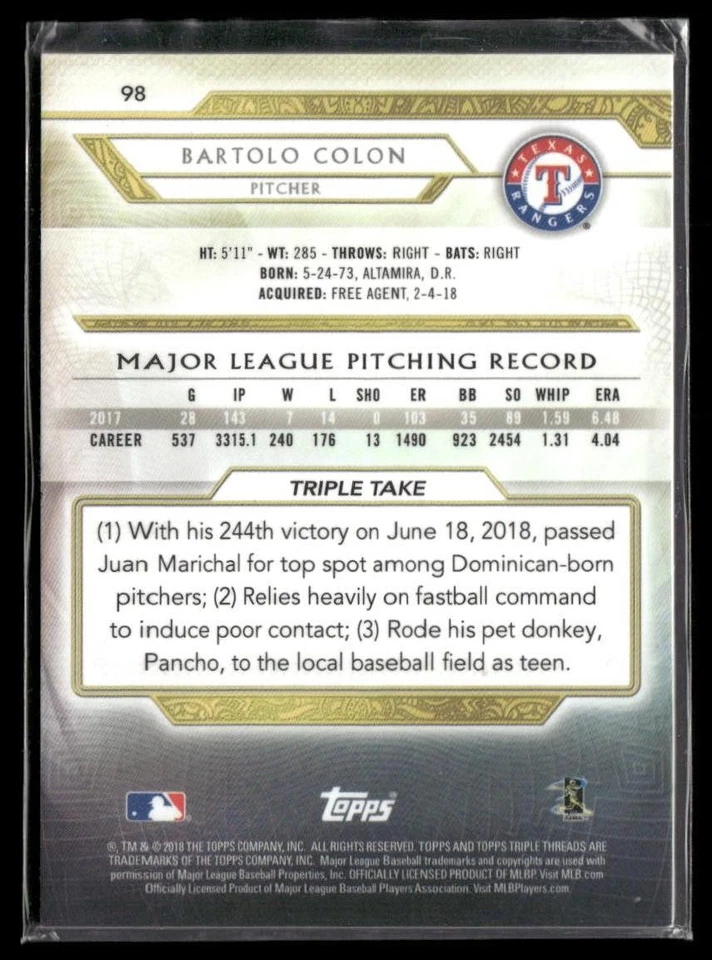 98
BARTOLO COLON
PITCHER
TEXAS
T
RANGERS
®
HT: 5'11" - WT: 285 - THROWS: RIGHT - BATS: RIGHT
BORN: 5-24-73, ALTAMIRA, D.R.
ACQUIRED: FREE AGENT, 2-4-18
MAJOR LEAGUE PITCHING RECORD
G IP W L SHO ER BB SO WHIP ERA
2017 28 143 7 14 0 103 35 89 1.59 6.48
CAREER 537 3315.1 240 176 13 1490 923 2454 1.31 4.04
TRIPLE TAKE
(1) With his 244th victory on June 18, 2018, passed
Juan Marichal for top spot among Dominican-born
pitchers; (2) Relies heavily on fastball command
to induce poor contact; (3) Rode his pet donkey,
Pancho, to the local baseball field as teen.
topps
®, TM & © 2018 THE TOPPS COMPANY, INC. ALL RIGHTS RESERVED. TOPPS AND TOPPS TRIPLE THREADS ARE
TRADEMARKS OF THE TOPPS COMPANY, INC. Major League Baseball trademarks and copyrights are used with
permission of Major League Baseball Properties, Inc. OFFICIALLY LICENSED PRODUCT OF MLBP. Visit MLB.com
Officially Licensed Product of Major League Baseball Players Association. Visit MLBPlayers.com.